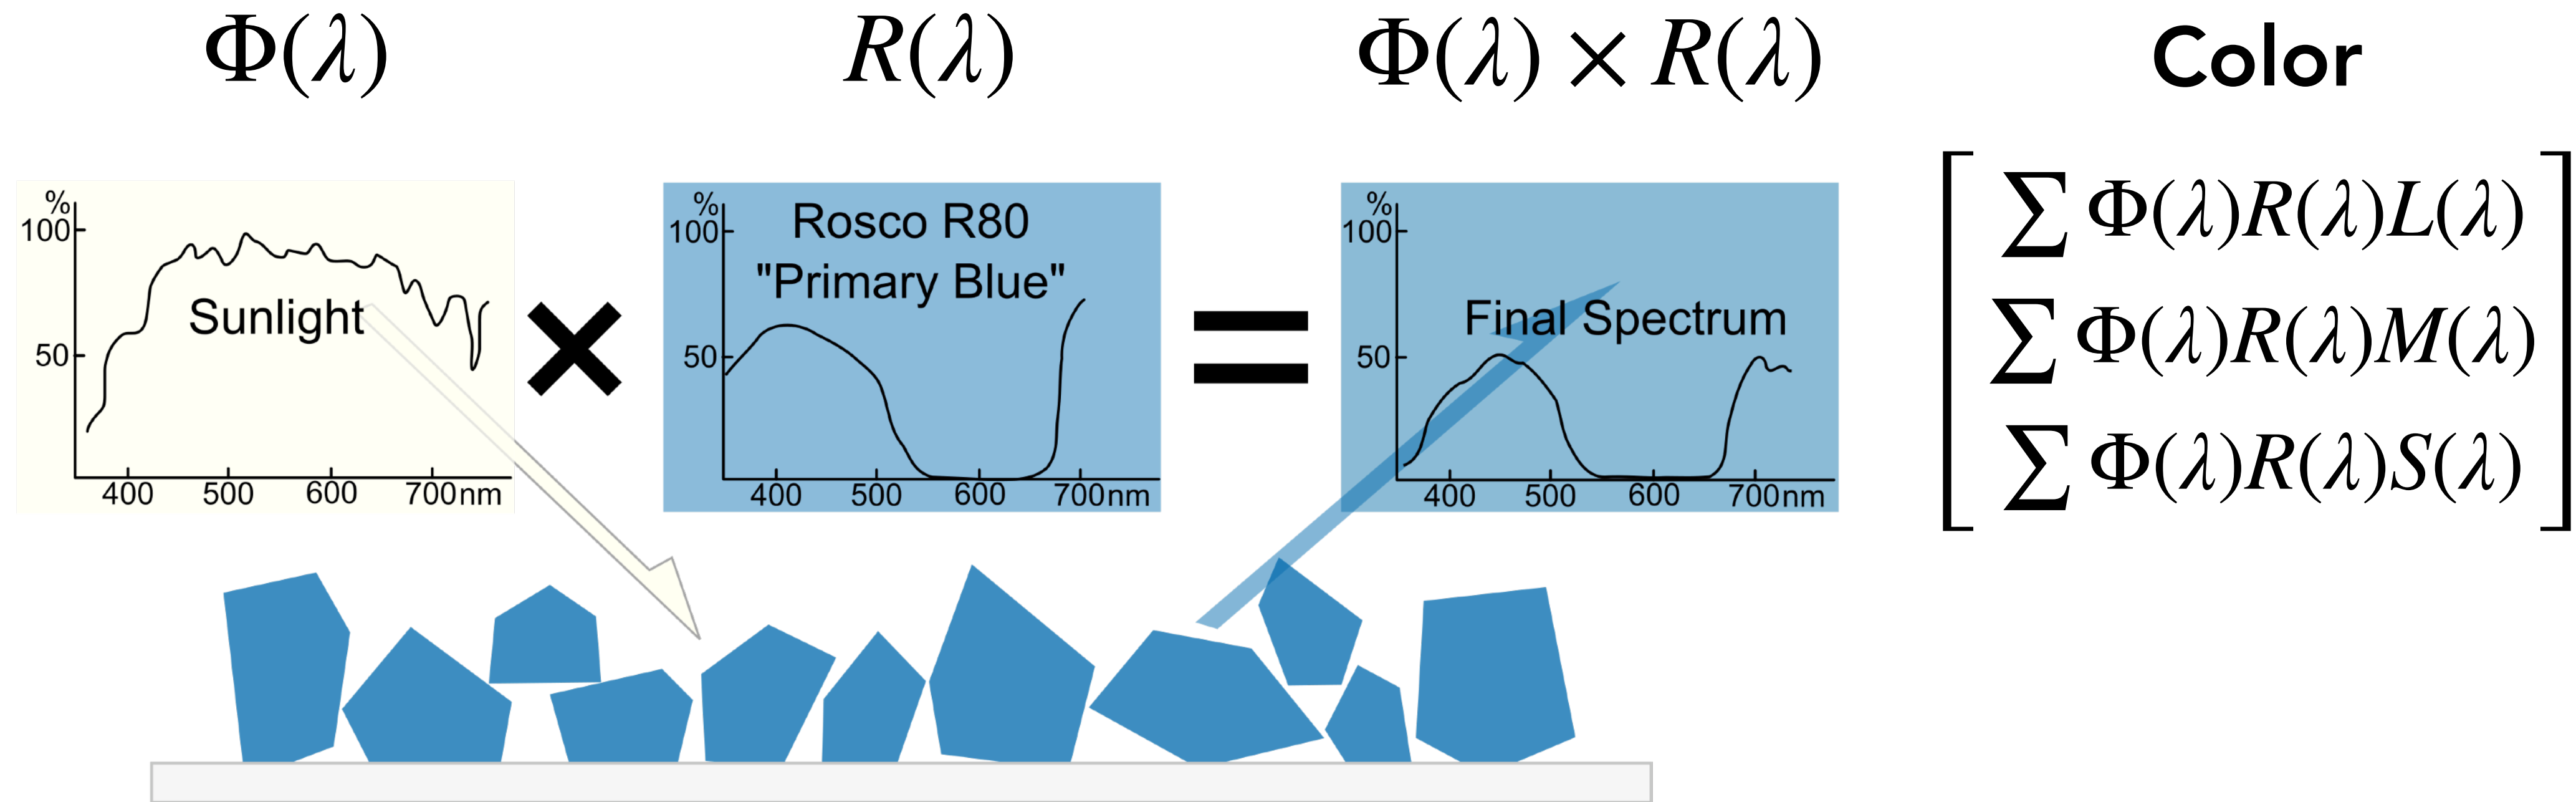 Φ(λ)
R(λ)
Φ(λ) × R(λ)
Color
%
100
50
Sunlight
400 500 600 700nm
×
%
100
50
Rosco R80
"Primary Blue"
400 500 600 700nm
=
%
100
50
Final Spectrum
400 500 600 700nm
∑ Φ(λ)R(λ)L(λ)
∑ Φ(λ)R(λ)M(λ)
∑ Φ(λ)R(λ)S(λ)